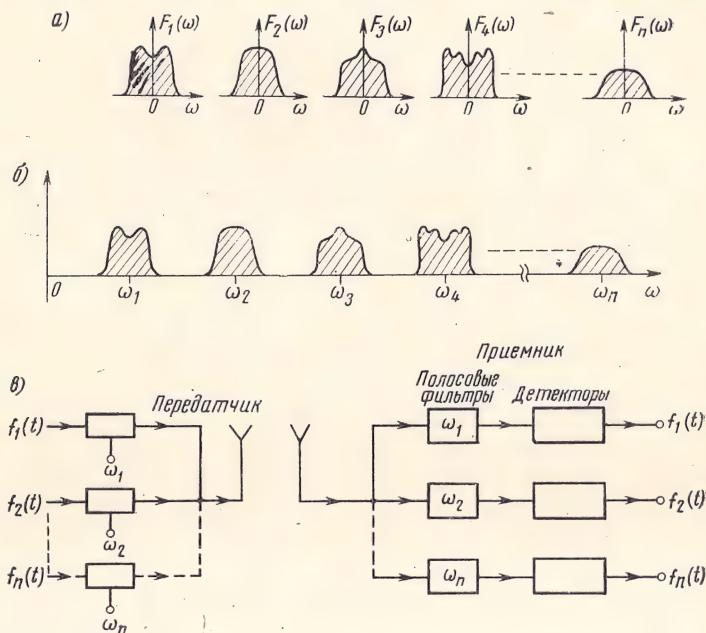 а) F₁(ω) F₂(ω) F₃(ω) F₄(ω) Fₙ(ω)
0 ω 0 ω 0 ω 0 ω 0 ω
б)
0 ω₁ ω₂ ω₃ ω₄ ωₙ ω
Приемник
в) Передатчик Полосовые фильтры Детекторы
f₁(t) ω₁ ω₁ f₁(t)
f₂(t) ω₂ ω₂ f₂(t)
fₙ(t) ωₙ ωₙ fₙ(t)